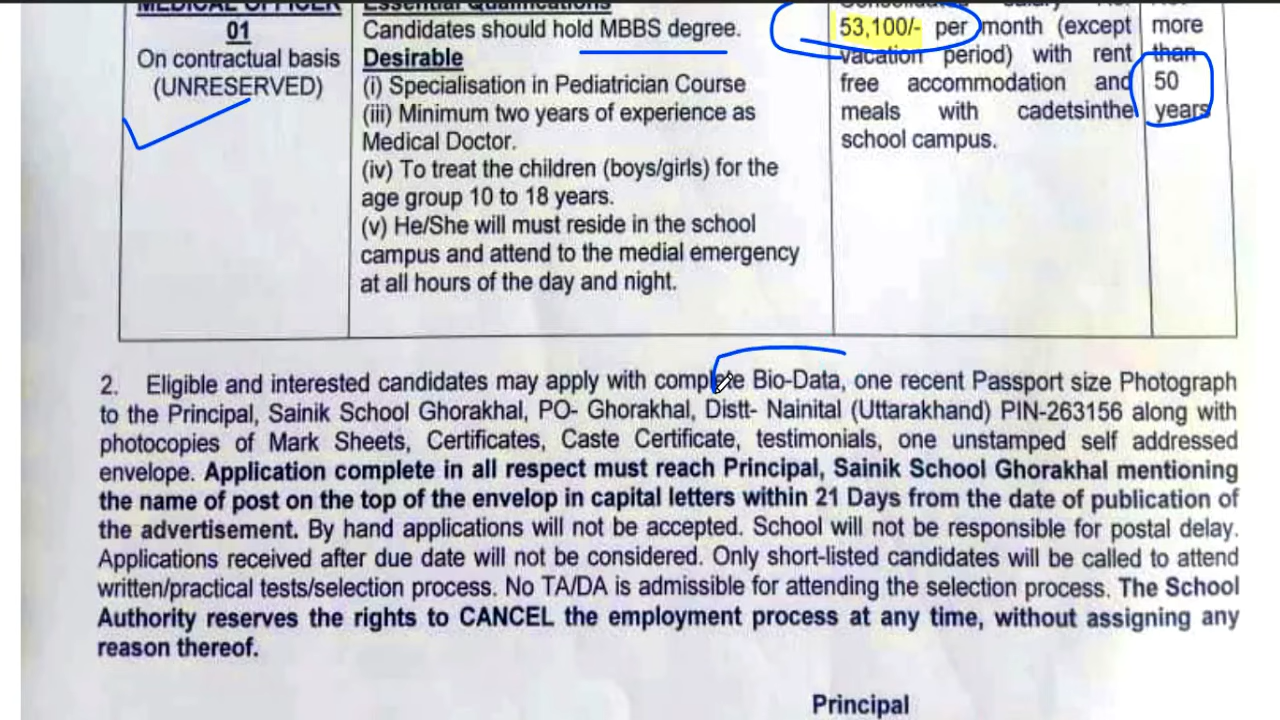 MEDICAL OFFICER
01
On contractual basis
(UNRESERVED)
Essential Qualifications
Candidates should hold MBBS degree.
Desirable
(i) Specialisation in Pediatrician Course
(iii) Minimum two years of experience as
Medical Doctor.
(iv) To treat the children (boys/girls) for the
age group 10 to 18 years.
(v) He/She will must reside in the school
campus and attend to the medial emergency
at all hours of the day and night.
53,100/- per month (except
vacation period) with rent
free accommodation and
meals with cadetsinthe
school campus.
more
than
50
years
2. Eligible and interested candidates may apply with complete Bio-Data, one recent Passport size Photograph
to the Principal, Sainik School Ghorakhal, PO- Ghorakhal, Distt- Nainital (Uttarakhand) PIN-263156 along with
photocopies of Mark Sheets, Certificates, Caste Certificate, testimonials, one unstamped self addressed
envelope. Application complete in all respect must reach Principal, Sainik School Ghorakhal mentioning
the name of post on the top of the envelop in capital letters within 21 Days from the date of publication of
the advertisement. By hand applications will not be accepted. School will not be responsible for postal delay.
Applications received after due date will not be considered. Only short-listed candidates will be called to attend
written/practical tests/selection process. No TA/DA is admissible for attending the selection process. The School
Authority reserves the rights to CANCEL the employment process at any time, without assigning any
reason thereof.
Principal